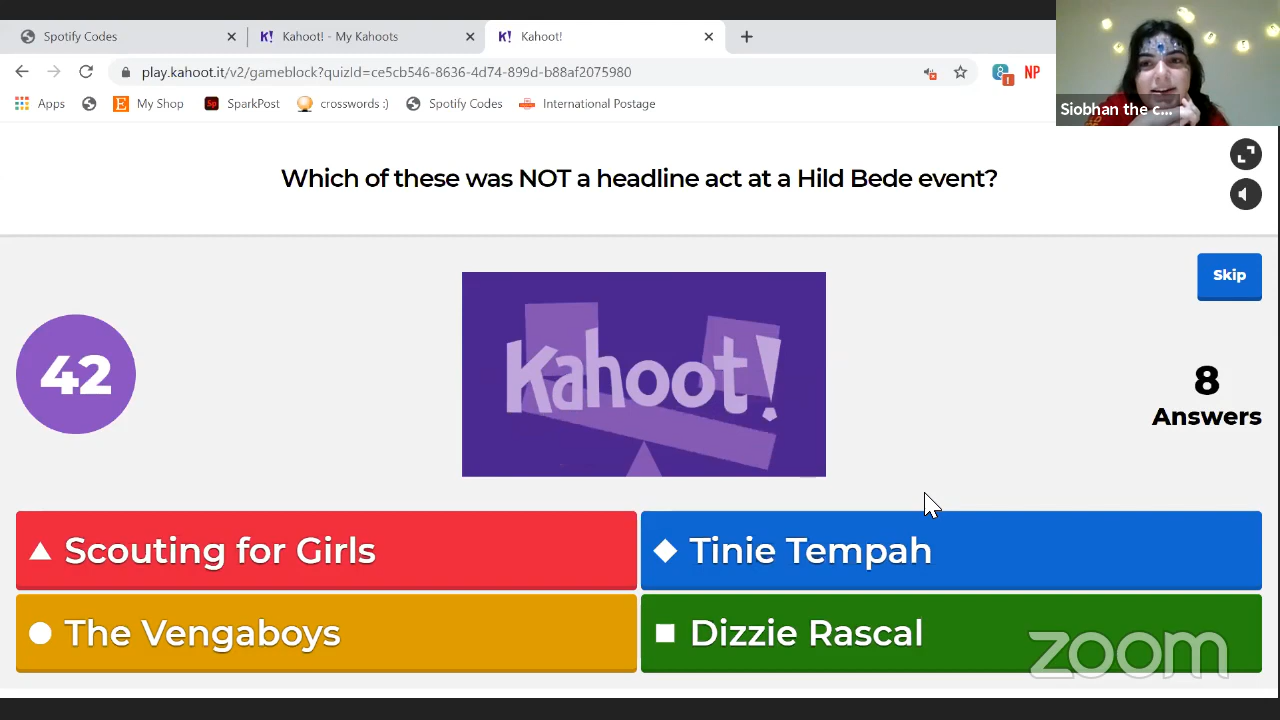 Spotify Codes
Kahoot! - My Kahoots
Kahoot!
play.kahoot.it/v2/gameblock?quizId=ce5cb546-8636-4d74-899d-b88af2075980
8
!
NP
Apps
My Shop
Sp
SparkPost
crosswords :)
Spotify Codes
International Postage
Siobhan the c...
Which of these was NOT a headline act at a Hild Bede event?
Skip
42
Kahoot!
8
Answers
Scouting for Girls
Tinie Tempah
The Vengaboys
Dizzie Rascal
zoom